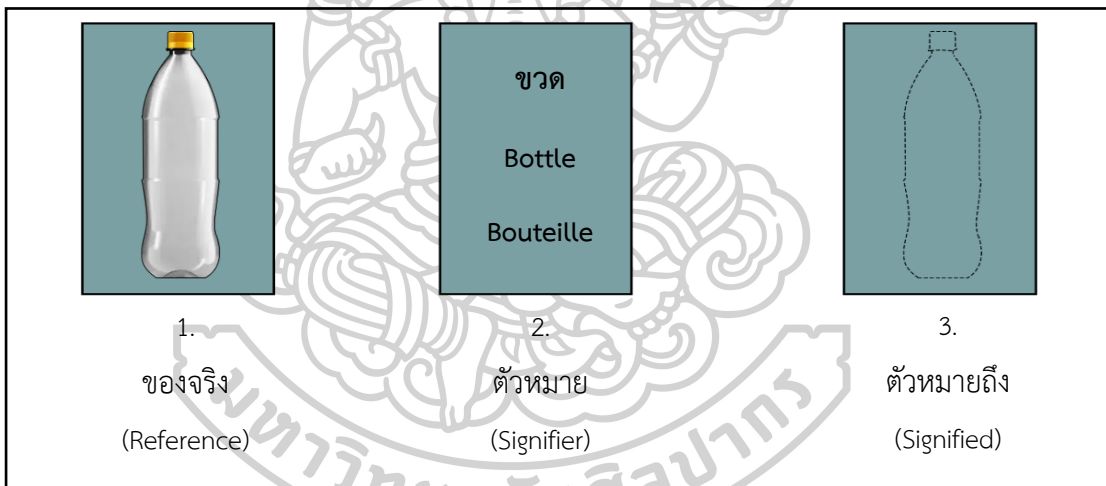 ขวด
Bottle
Bouteille
1.
ของจริง
(Reference)
2.
ตัวหมาย
(Signifier)
3.
ตัวหมายถึง
(Signified)